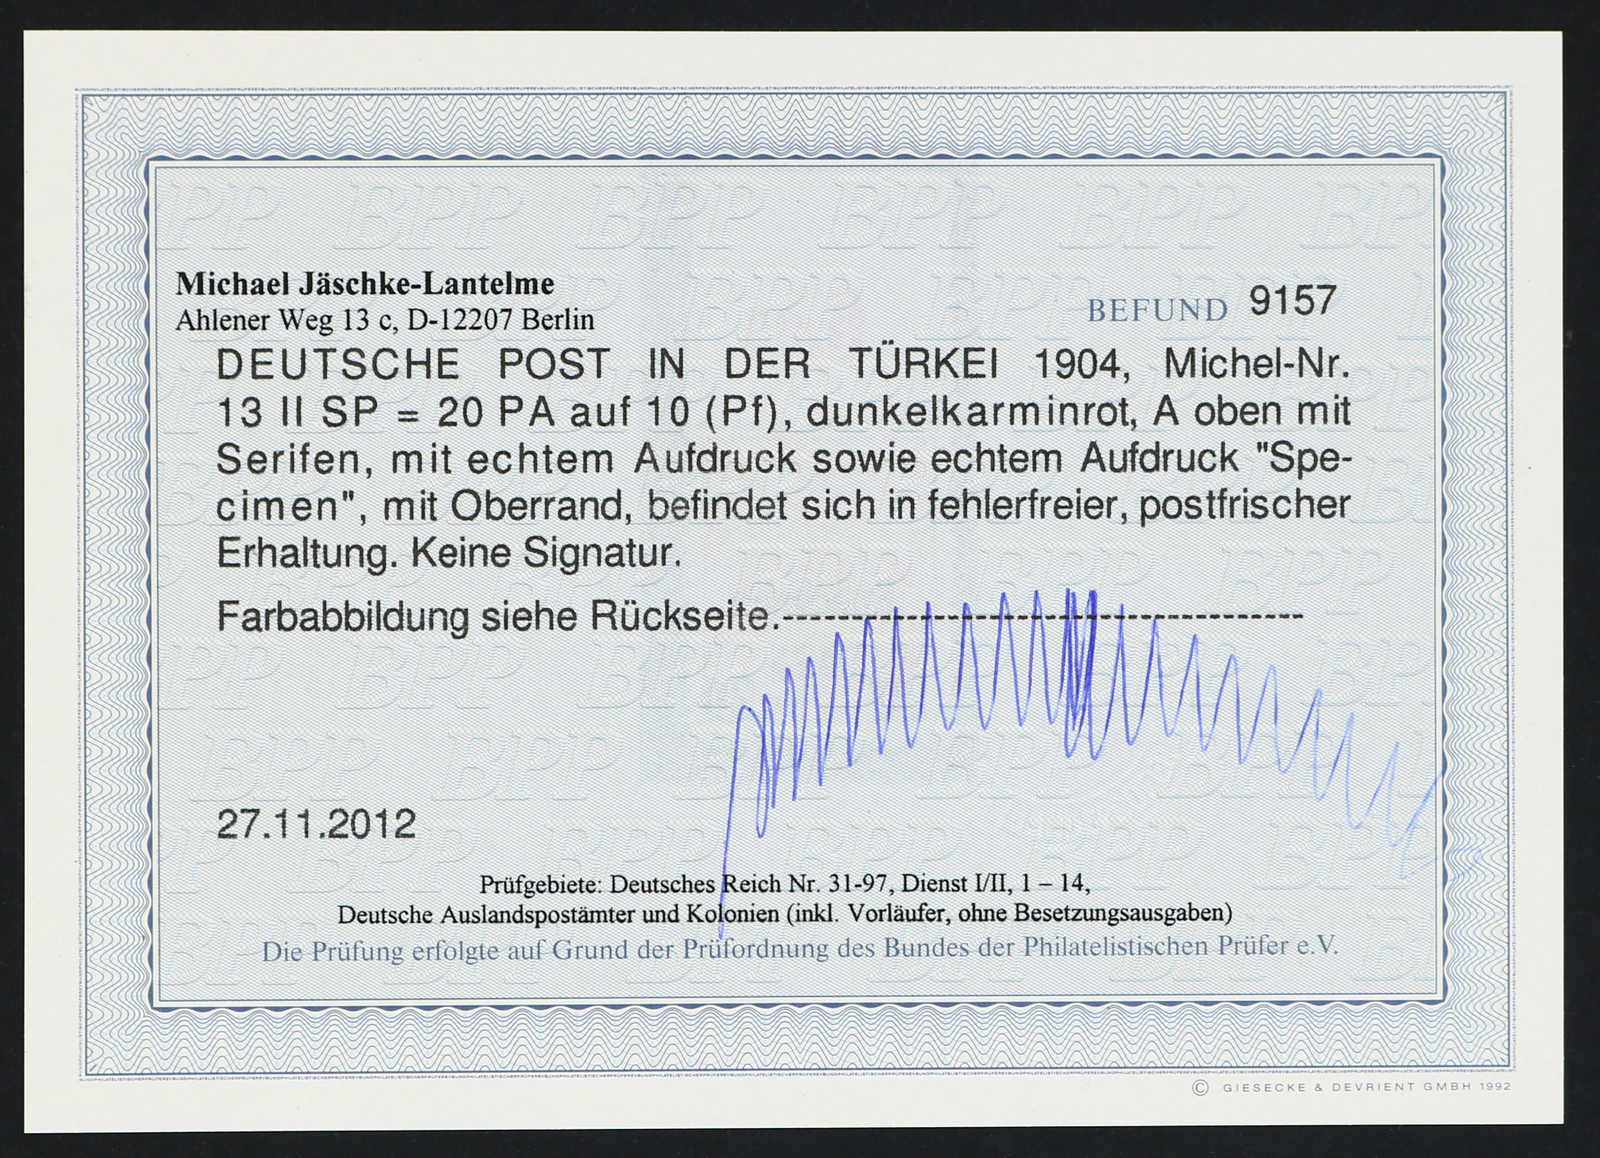 Michael Jäschke-Lantelme
Ahlener Weg 13 c, D-12207 Berlin
BEFUND 9157
DEUTSCHE POST IN DER TÜRKEI 1904, Michel-Nr.
13 II SP = 20 PA auf 10 (Pf), dunkelkarminrot, A oben mit
Serifen, mit echtem Aufdruck sowie echtem Aufdruck "Spe-
cimen", mit Oberrand, befindet sich in fehlerfreier, postfrischer
Erhaltung. Keine Signatur.
Farbabbildung siehe Rückseite.------------------------------------
27.11.2012
Prüfgebiete: Deutsches Reich Nr. 31-97, Dienst I/II, 1 – 14,
Deutsche Auslandspostämter und Kolonien (inkl. Vorläufer, ohne Besetzungsausgaben)
Die Prüfung erfolgte auf Grund der Prüfordnung des Bundes der Philatelistischen Prüfer e.V.
© GIESECKE & DEVRIENT GMBH 1992